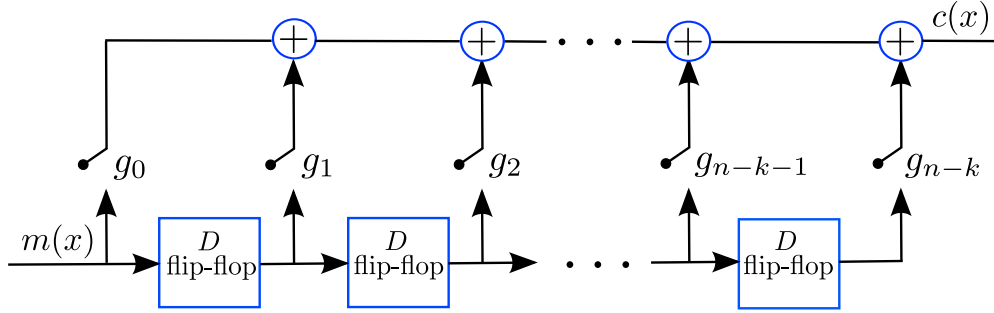 c(x)
g₀ g₁ g₂ gₙ₋ₖ₋₁ gₙ₋ₖ
m(x) D D D
flip-flop flip-flop flip-flop